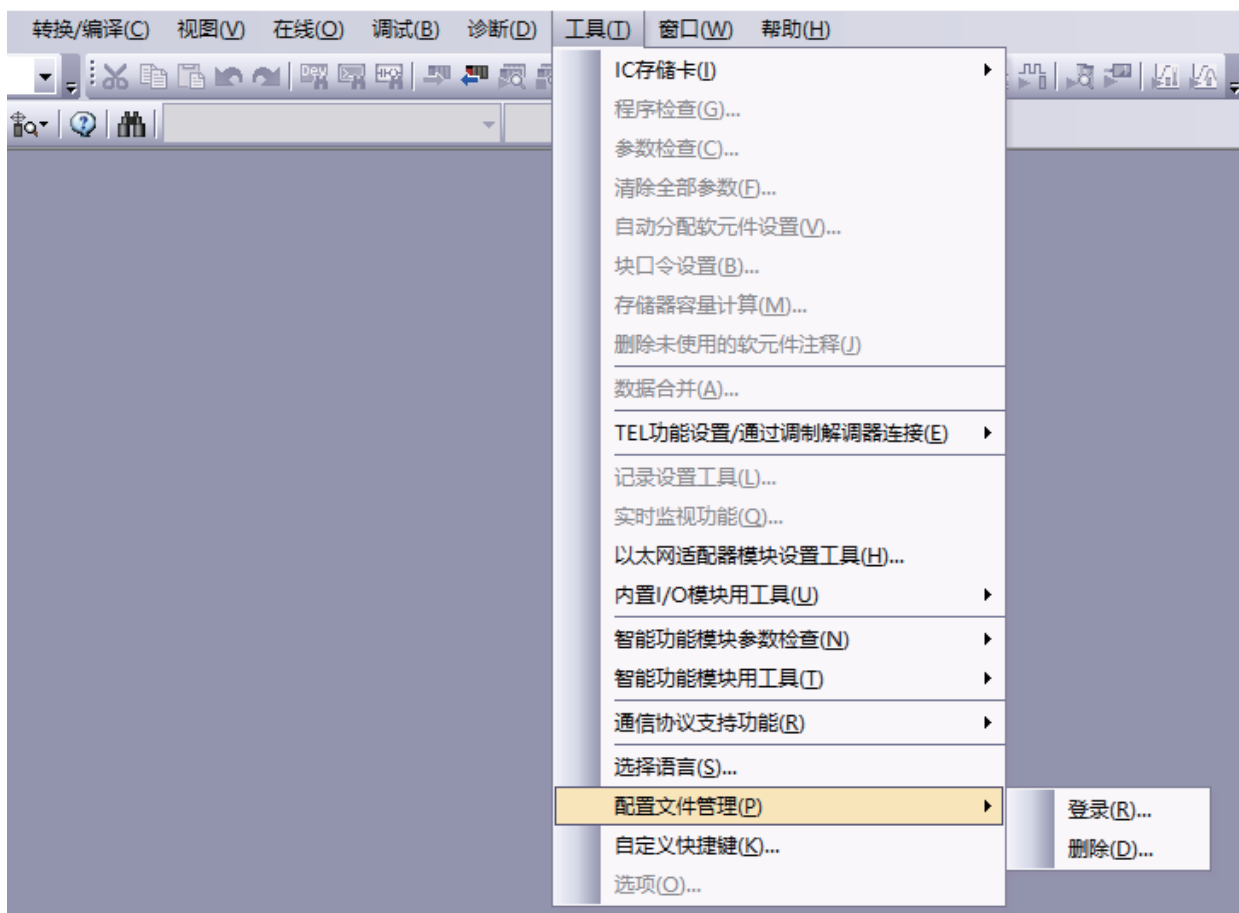 转换/编译(C) 视图(V) 在线(O) 调试(B) 诊断(D) 工具(T) 窗口(W) 帮助(H)
IC存储卡(I)
程序检查(G)...
参数检查(C)...
清除全部参数(F)...
自动分配软元件设置(V)...
块口令设置(B)...
存储器容量计算(M)...
删除未使用的软元件注释(J)
数据合并(A)...
TEL功能设置/通过调制解调器连接(E)
记录设置工具(L)...
实时监视功能(Q)...
以太网适配器模块设置工具(H)...
内置I/O模块用工具(U)
智能功能模块参数检查(N)
智能功能模块用工具(T)
通信协议支持功能(R)
选择语言(S)...
配置文件管理(P)
登录(R)...
删除(D)...
自定义快捷键(K)...
选项(O)...